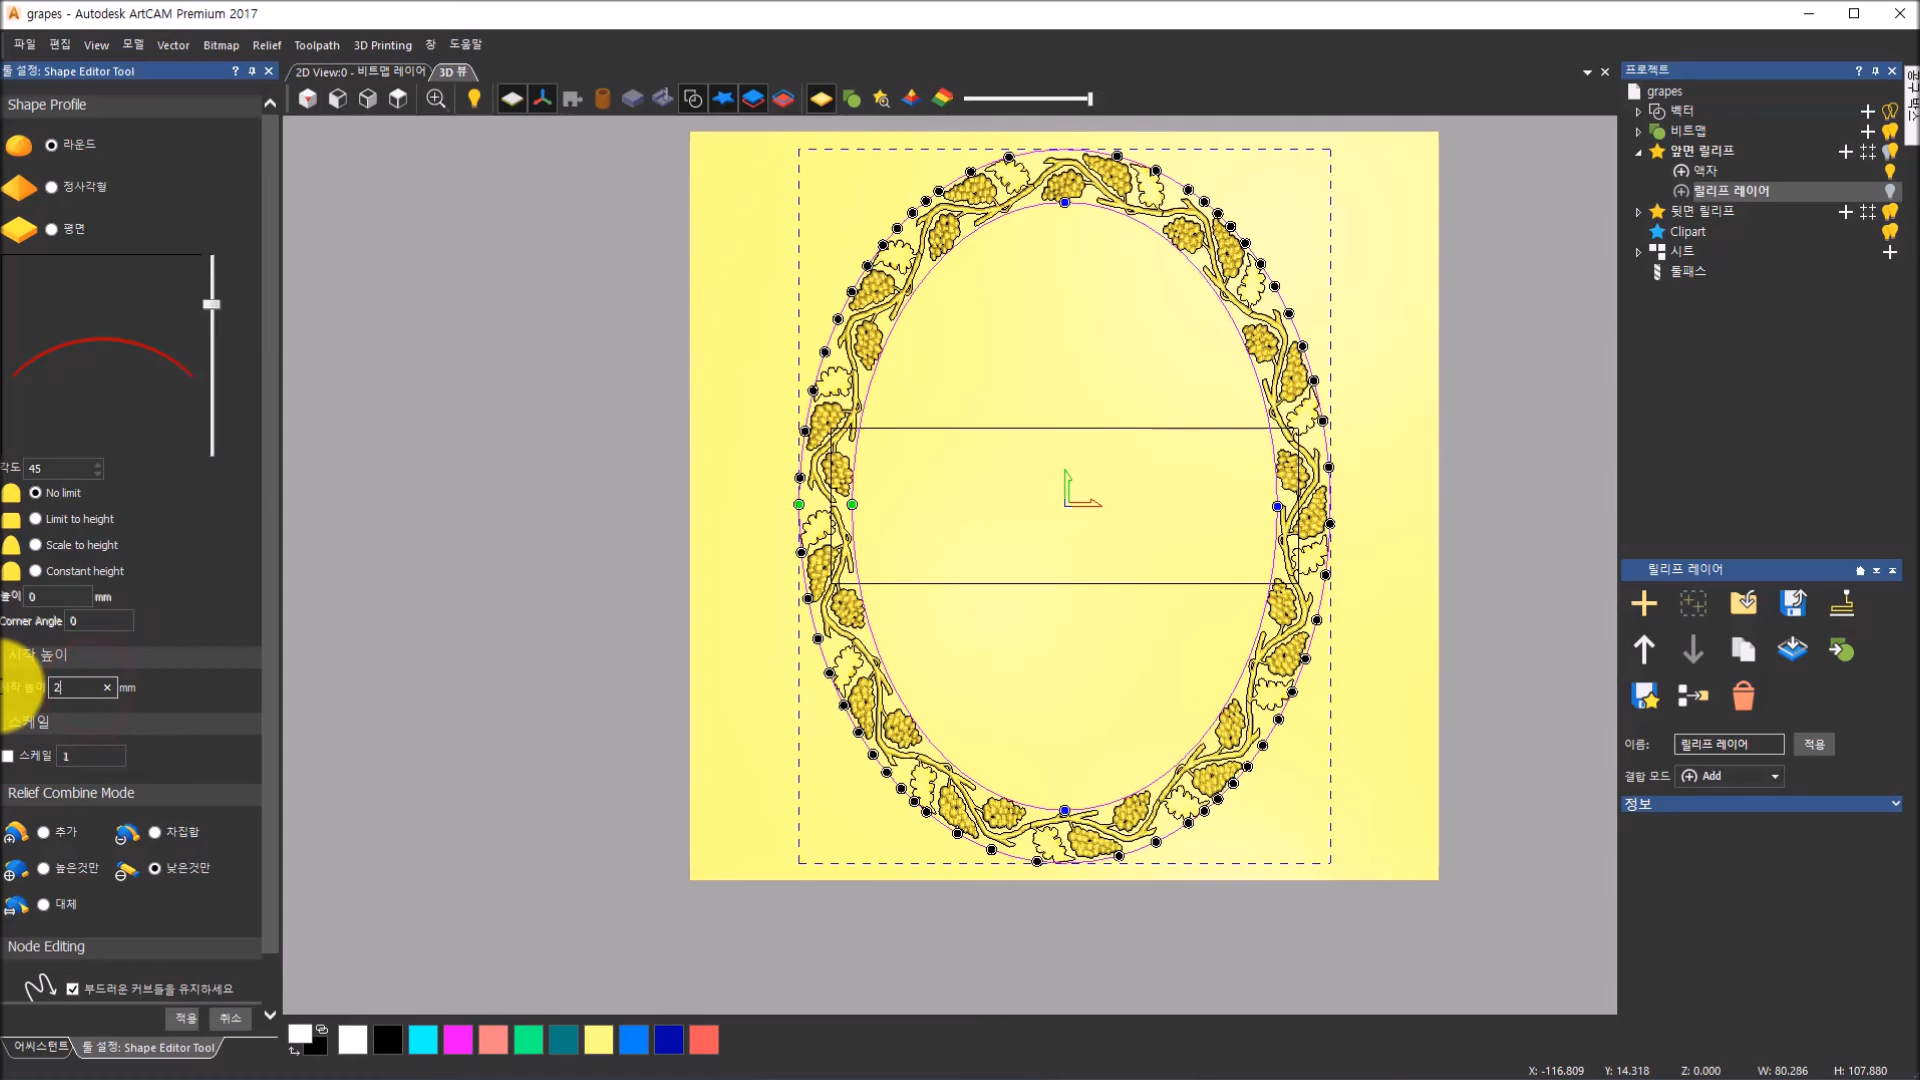 grapes - Autodesk ArtCAM Premium 2017
파일 편집 View 모델 Vector Bitmap Relief Toolpath 3D Printing 창 도움말
툴 설정: Shape Editor Tool
2D View:0 - 비트맵 레이어
3D 뷰
Shape Profile
라운드
정사각형
평면
각도 45
No limit
Limit to height
Scale to height
Constant height
높이 0 mm
Corner Angle 0
시작 높이
시작 높이 2 mm
스케일
스케일 1
Relief Combine Mode
추가 차집합
높은것만 낮은것만
대체
Node Editing
부드러운 커브들을 유지하세요
적용 취소
어씨스턴트 툴 설정: Shape Editor Tool
프로젝트
grapes
벡터
비트맵
앞면 릴리프
액자
릴리프 레이어
뒷면 릴리프
Clipart
시트
툴패스
릴리프 레이어
이름: 릴리프 레이어 적용
결합 모드 Add
정보
X: -116.809 Y: 14.318 Z: 0.000 W: 80.286 H: 107.880